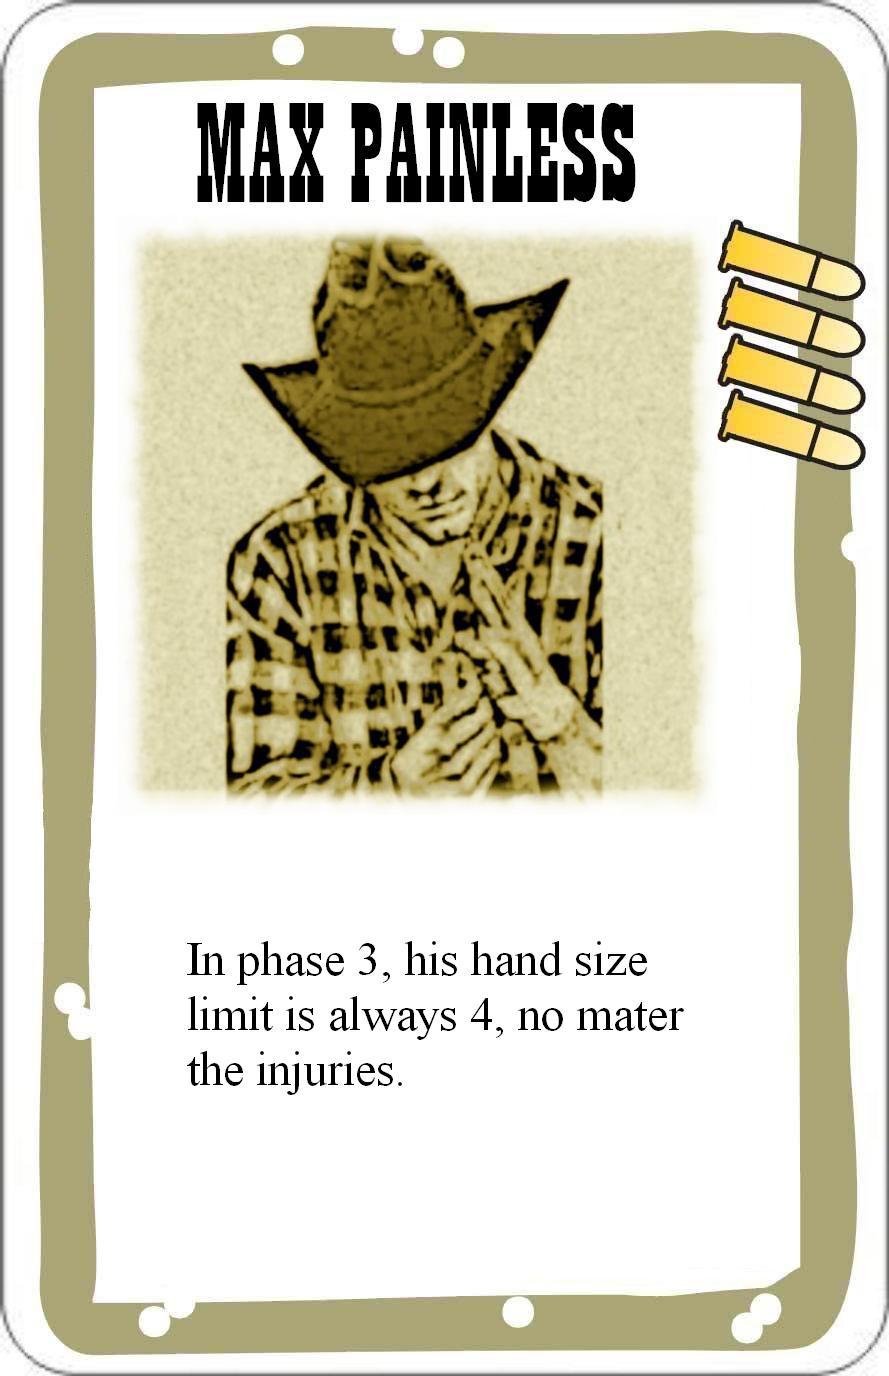 MAX PAINLESS
In phase 3, his hand size
limit is always 4, no mater
the injuries.